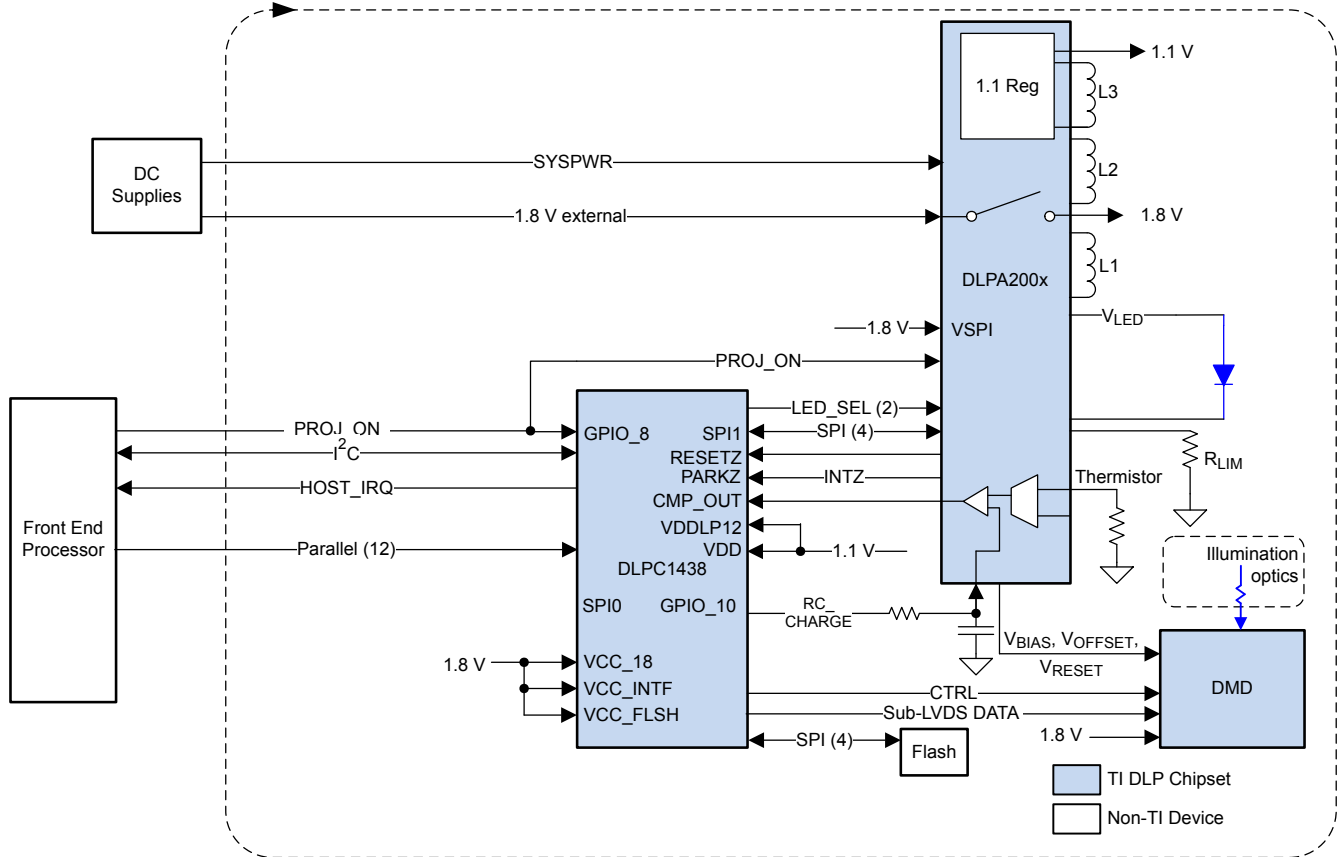 1.1 V
1.1 Reg
L3
DC
Supplies
SYSPWR
L2
1.8 V external
1.8 V
L1
DLPA200x
VLED
1.8 V
VSPI
PROJ_ON
LED_SEL (2)
PROJ_ON
GPIO_8
SPI1
SPI (4)
I2C
RESETZ
RLIM
PARKZ
INTZ
Thermistor
HOST_IRQ
CMP_OUT
Front End
Processor
VDDLP12
Parallel (12)
VDD
1.1 V
Illumination
optics
DLPC1438
SPI0
GPIO_10
RC_
CHARGE
VBIAS, VOFFSET,
VRESET
1.8 V
VCC_18
VCC_INTF
CTRL
DMD
VCC_FLSH
Sub-LVDS DATA
1.8 V
SPI (4)
Flash
TI DLP Chipset
Non-TI Device